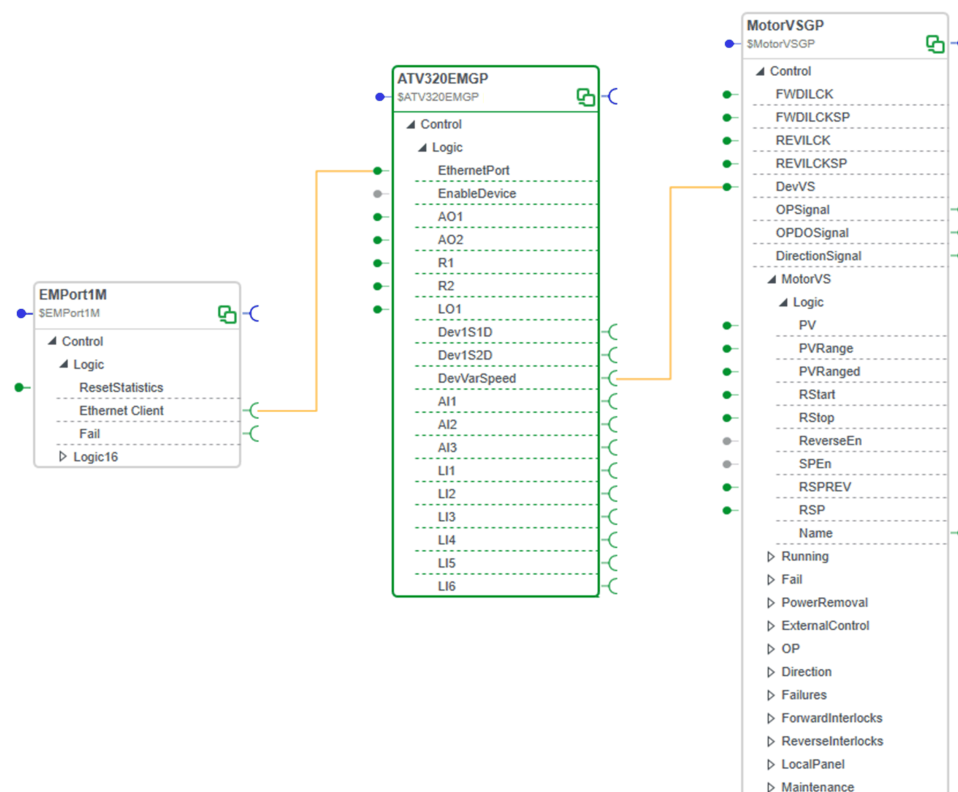 EMPort1M
$EMPort1M
Control
Logic
ResetStatistics
Ethernet Client
Fail
Logic16
ATV320EMGP
$ATV320EMGP
Control
Logic
EthernetPort
EnableDevice
AO1
AO2
R1
R2
LO1
Dev1S1D
Dev1S2D
DevVarSpeed
AI1
AI2
AI3
LI1
LI2
LI3
LI4
LI5
LI6
MotorVSGP
$MotorVSGP
Control
FWDILCK
FWDILCKSP
REVILCK
REVILCKSP
DevVS
OPSignal
OPDOSignal
DirectionSignal
MotorVS
Logic
PV
PVRange
PVRanged
RStart
RStop
ReverseEn
SPEn
RSPREV
RSP
Name
Running
Fail
PowerRemoval
ExternalControl
OP
Direction
Failures
ForwardInterlocks
ReverseInterlocks
LocalPanel
Maintenance